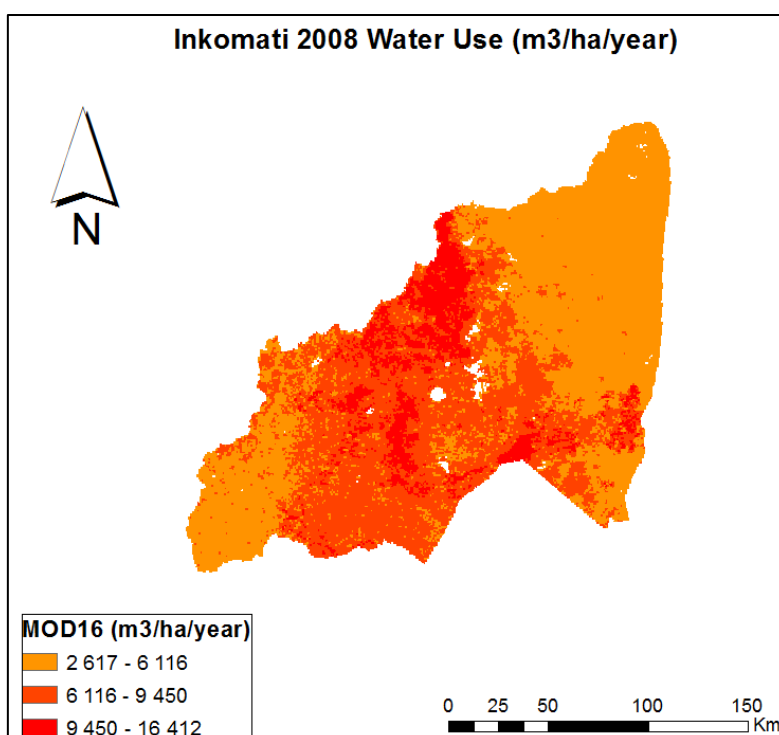 Inkomati 2008 Water Use (m3/ha/year)
N
MOD16 (m3/ha/year)
2 617 - 6 116
6 116 - 9 450
9 450 - 16 412
0 25 50 100 150
Km